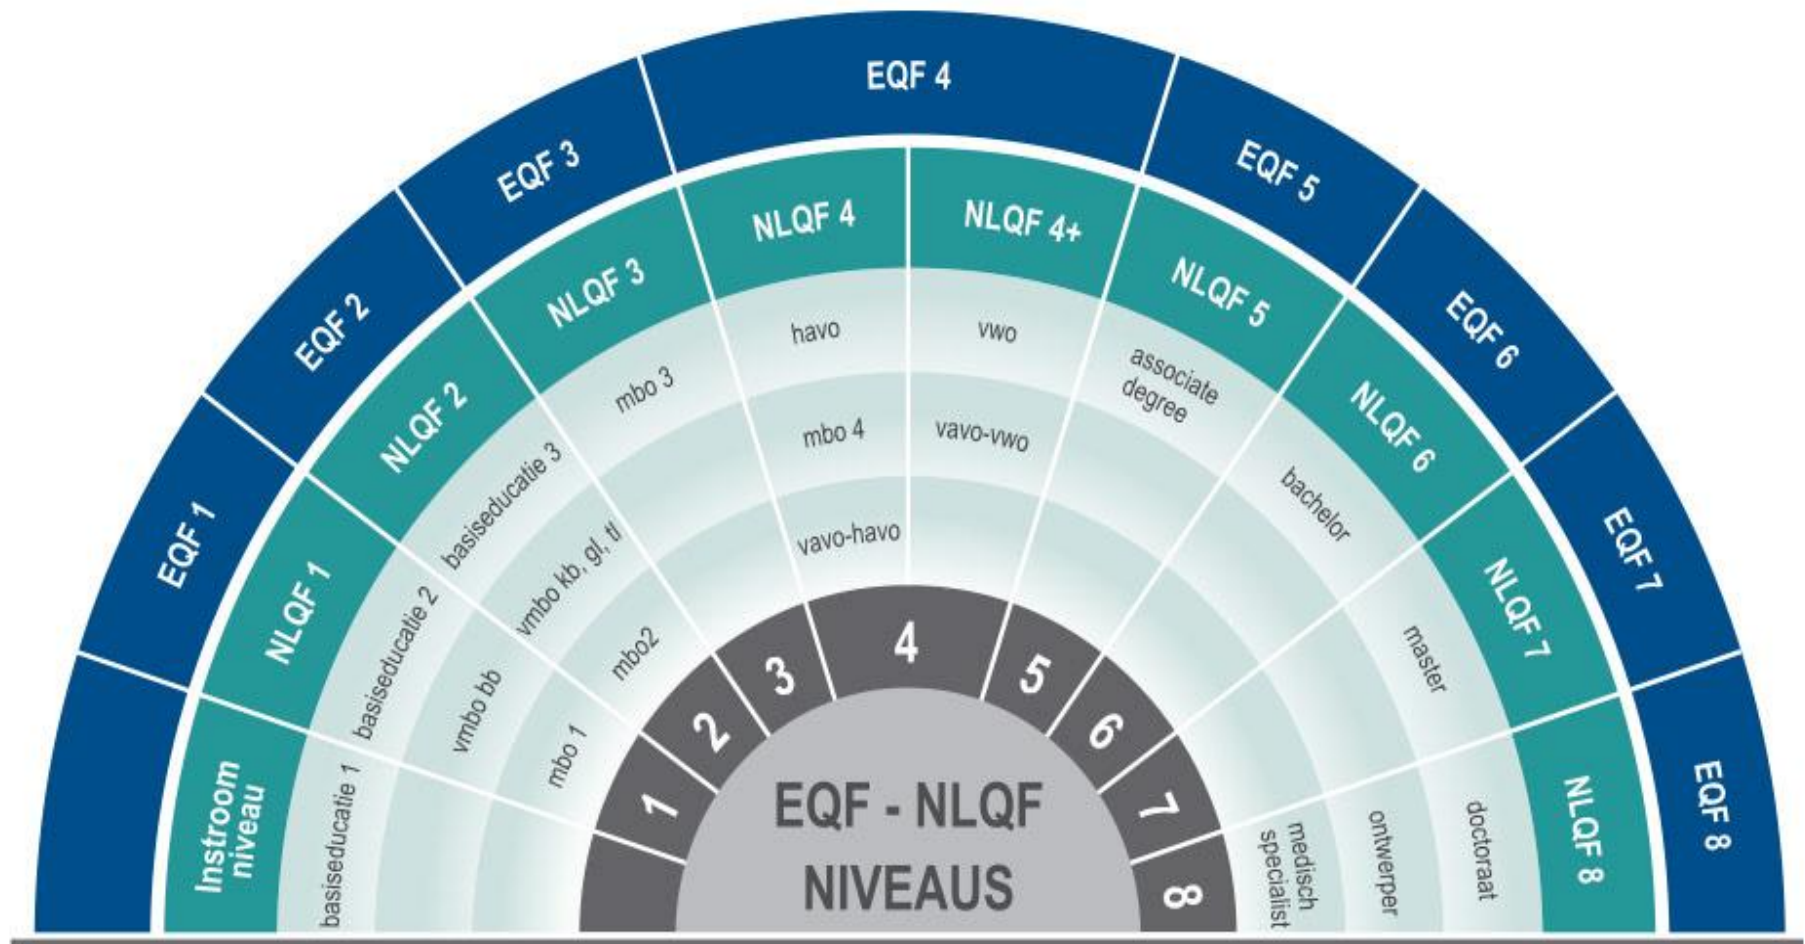 EQF 1
EQF 2
EQF 3
EQF 4
EQF 5
EQF 6
EQF 7
EQF 8
Instroom
niveau
NLQF 1
NLQF 2
NLQF 3
NLQF 4
NLQF 4+
NLQF 5
NLQF 6
NLQF 7
NLQF 8
basiseducatie 1
basiseducatie 2
vmbo bb
mbo 1
basiseducatie 3
vmbo kb, gl, tl
mbo2
mbo 3
havo
mbo 4
vavo-havo
vwo
vavo-vwo
associate
degree
bachelor
master
doctoraat
ontwerper
medisch
specialist
1
2
3
4
5
6
7
8
EQF - NLQF
NIVEAUS